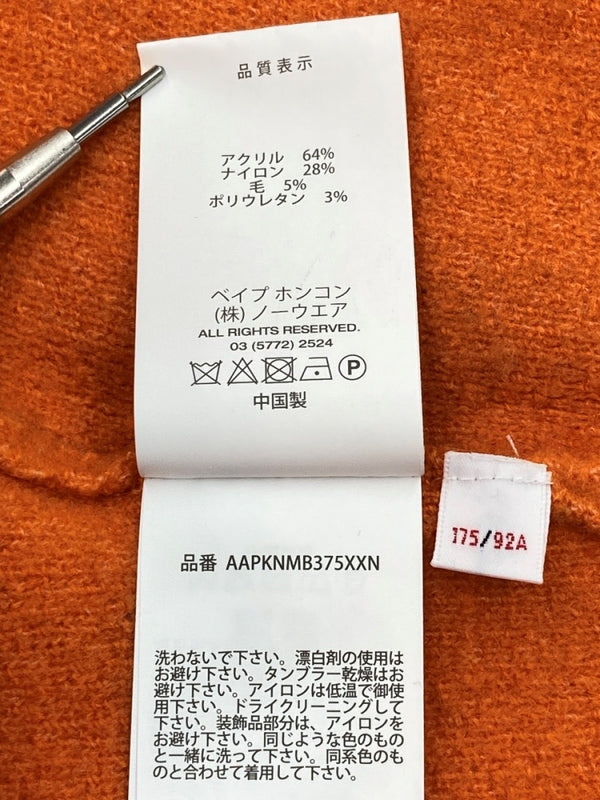 品質表示
アクリル 64%
ナイロン 28%
毛 5%
ポリウレタン 3%
ベイプ ホンコン
(株) ノーウエア
ALL RIGHTS RESERVED.
03 (5772) 2524
P
中国製
175/92A
品番 AAPKNMB375XXN
洗わないで下さい。漂白剤の使用は
お避け下さい。タンブラー乾燥はお
避け下さい。アイロンは低温で御使
用下さい。ドライクリーニングして
下さい。装飾品部分は、アイロンを
お避け下さい。同じような色のもの
と一緒に洗って下さい。同系色のも
のと合わせて着用して下さい。